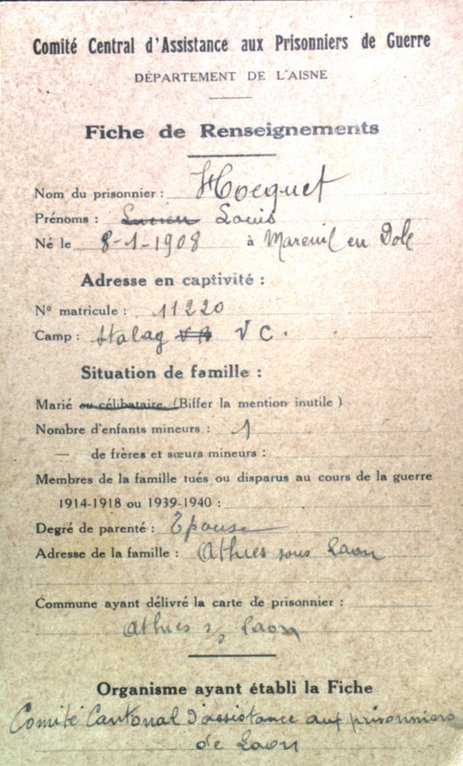 Comité Central d'Assistance aux Prisonniers de Guerre
DÉPARTEMENT DE L'AISNE
Fiche de Renseignements
Nom du prisonnier : Hocquet
Prénoms : Lucien Louis
Né le 8-1-1908 à Mareuil en Dole
Adresse en captivité :
N° matricule : 11220
Camp : Stalag V B V C.
Situation de famille :
Marié ou célibataire. (Biffer la mention inutile)
Nombre d'enfants mineurs : 1
— de frères et sœurs mineurs :
Membres de la famille tués ou disparus au cours de la guerre
1914-1918 ou 1939-1940 :
Degré de parenté : Epouse
Adresse de la famille : Athies sous Laon
Commune ayant délivré la carte de prisonnier :
Athies s/s Laon
Organisme ayant établi la Fiche
Comité Cantonal d'assistance aux prisonniers
de Laon